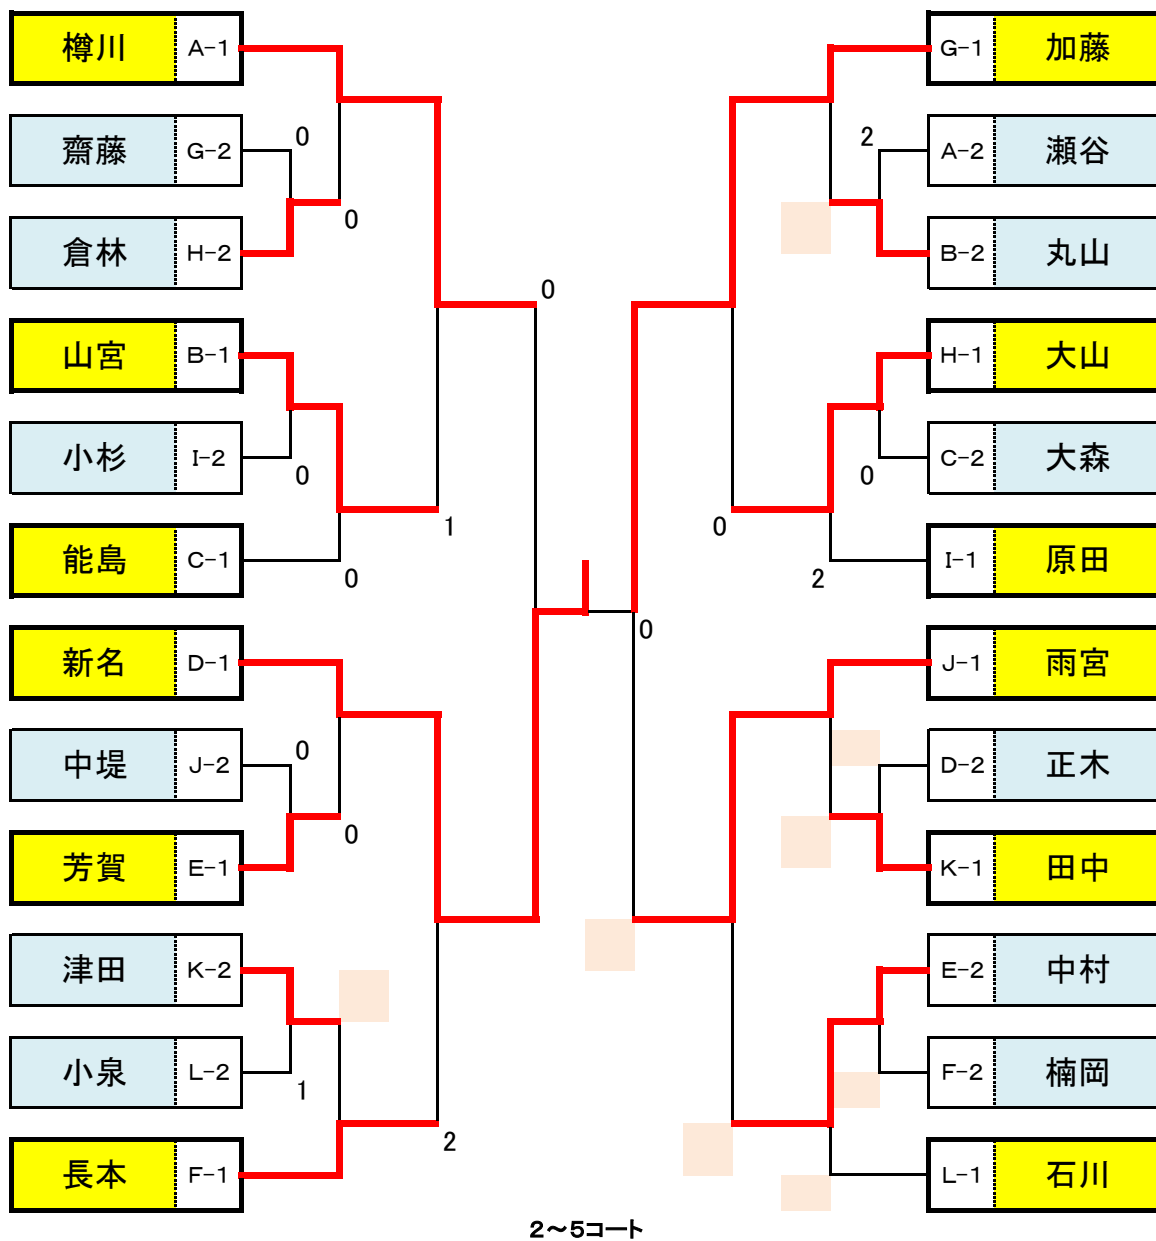 樽川 A-1
齋藤 G-2
0
倉林 H-2
0
山宮 B-1
小杉 I-2
0
能島 C-1
0
1
0
新名 D-1
中堤 J-2
0
芳賀 E-1
0
津田 K-2
小泉 L-2
1
長本 F-1
2
G-1 加藤
2
A-2 瀬谷
B-2 丸山
H-1 大山
C-2 大森
0
0
I-1 原田
2
0
J-1 雨宮
D-2 正木
K-1 田中
E-2 中村
F-2 楠岡
L-1 石川
2～5コート